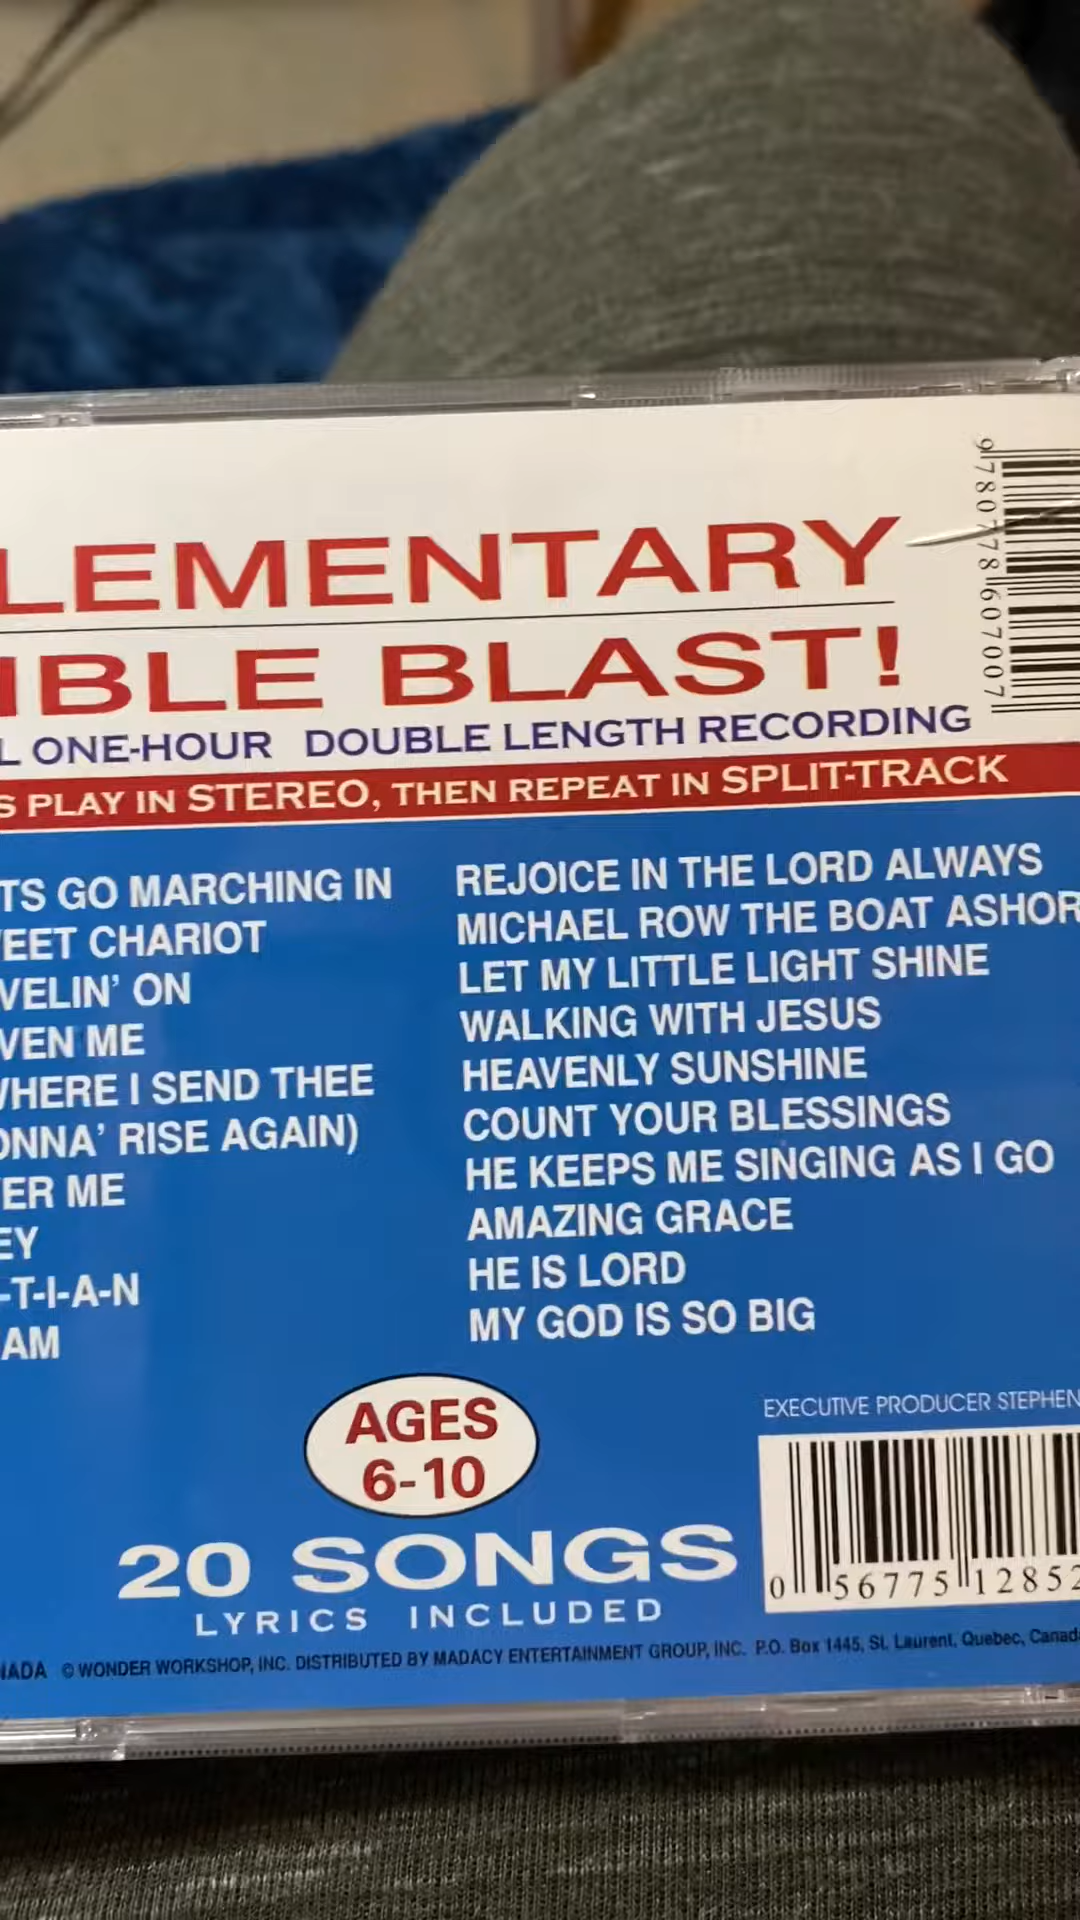 LEMENTARY
IBLE BLAST!
L ONE-HOUR DOUBLE LENGTH RECORDING
S PLAY IN STEREO, THEN REPEAT IN SPLIT-TRACK
TS GO MARCHING IN
EET CHARIOT
VELIN' ON
VEN ME
HERE I SEND THEE
ONNA' RISE AGAIN)
ER ME
EY
-T-I-A-N
AM
REJOICE IN THE LORD ALWAYS
MICHAEL ROW THE BOAT ASHOR
LET MY LITTLE LIGHT SHINE
WALKING WITH JESUS
HEAVENLY SUNSHINE
COUNT YOUR BLESSINGS
HE KEEPS ME SINGING AS I GO
AMAZING GRACE
HE IS LORD
MY GOD IS SO BIG
AGES
6-10
20 SONGS
LYRICS INCLUDED
EXECUTIVE PRODUCER STEPHEN
0 56775 12852
NADA © WONDER WORKSHOP, INC. DISTRIBUTED BY MADACY ENTERTAINMENT GROUP, INC. P.O. Box 1445, St. Laurent, Quebec, Canada
9 780778 607007